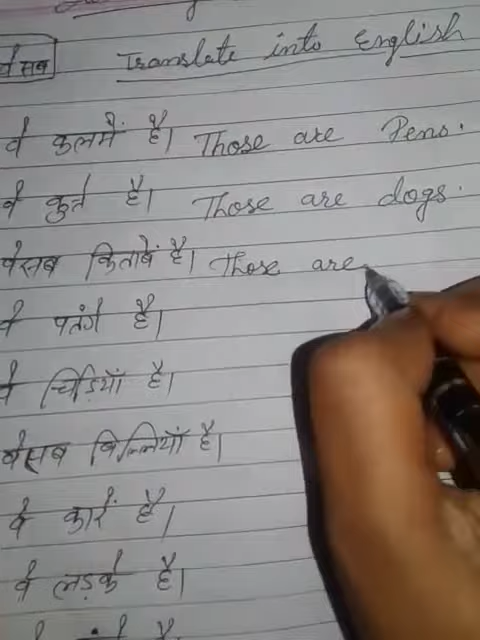 वे सब Translate into English
वे कलमें है। Those are Pens.
वे कुते है। Those are dogs.
वेसब किताबें है। Those are
वे पतंगे है।
वे चिड़ियाँ है।
वेसब बिल्लियाँ है।
वे कारें है।
वे लड़के है।